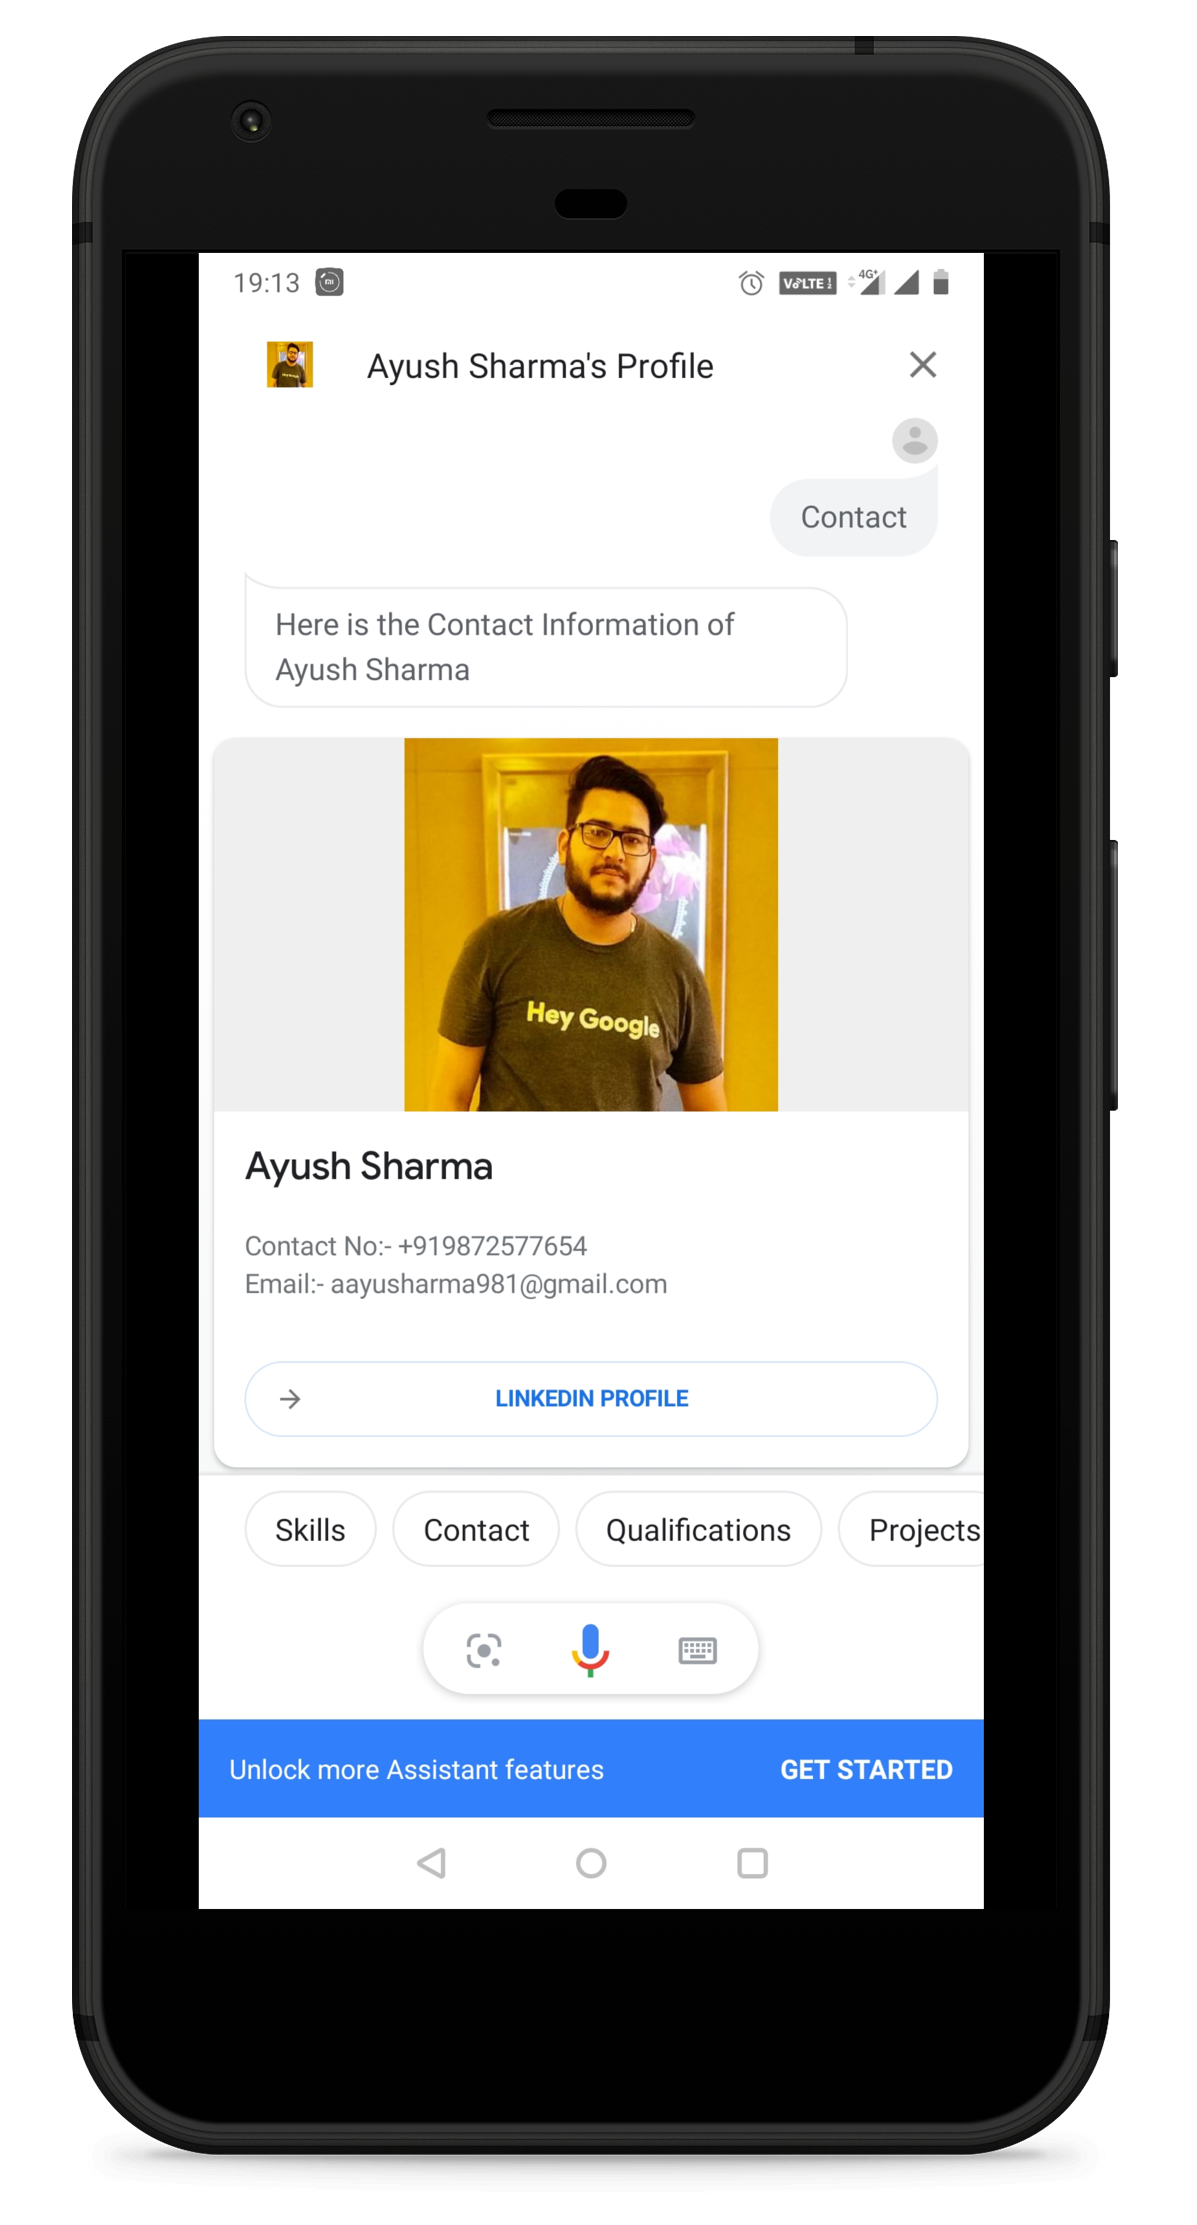 19:13
VoLTE 1 2
4G+
Ayush Sharma's Profile
Contact
Here is the Contact Information of
Ayush Sharma
Hey Google
Ayush Sharma
Contact No:- +919872577654
Email:- aayusharma981@gmail.com
LINKEDIN PROFILE
Skills
Contact
Qualifications
Projects
Unlock more Assistant features
GET STARTED